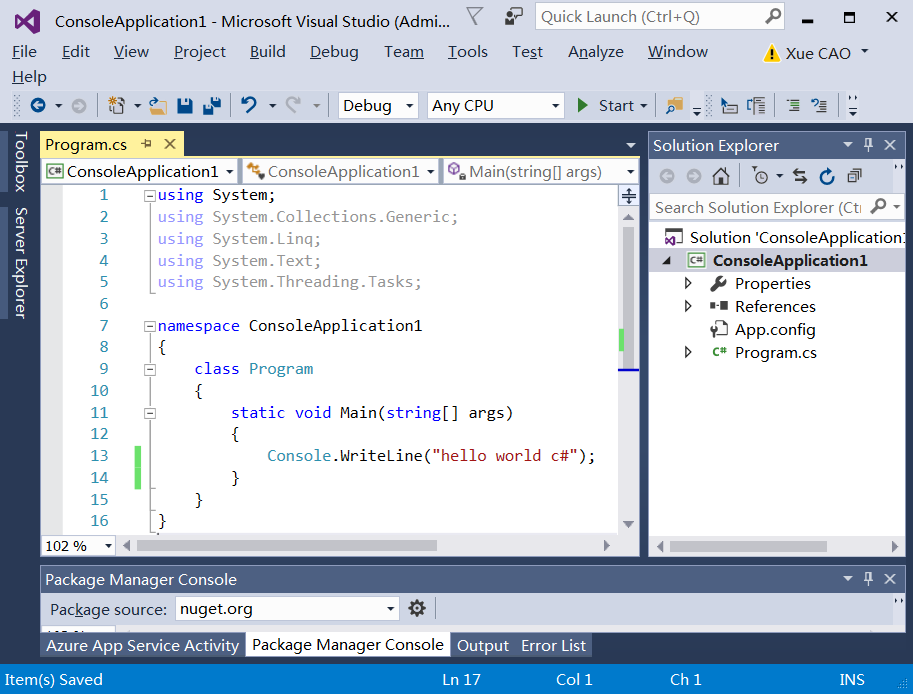 ConsoleApplication1 - Microsoft Visual Studio (Admi...
Quick Launch (Ctrl+Q)
File Edit View Project Build Debug Team Tools Test Analyze Window
Xue CAO
Help
Debug Any CPU Start
Toolbox
Server Explorer
Program.cs
ConsoleApplication1 ConsoleApplication1 Main(string[] args)
1 using System;
2 using System.Collections.Generic;
3 using System.Linq;
4 using System.Text;
5 using System.Threading.Tasks;
6
7 namespace ConsoleApplication1
8 {
9 class Program
10 {
11 static void Main(string[] args)
12 {
13 Console.WriteLine("hello world c#");
14 }
15 }
16 }
102 %
Solution Explorer
Search Solution Explorer (Ct
Solution 'ConsoleApplication1
C# ConsoleApplication1
Properties
References
App.config
C# Program.cs
Package Manager Console
Package source: nuget.org
Azure App Service Activity Package Manager Console Output Error List
Item(s) Saved Ln 17 Col 1 Ch 1 INS